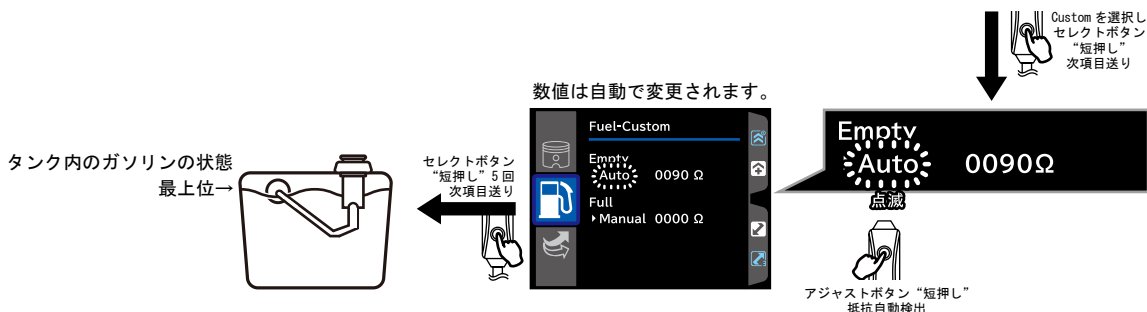 Custom を選択し
セレクトボタン
“短押し”
次項目送り
数値は自動で変更されます。
Fuel-Custom
Empty
Auto 0090 Ω
Full
▸Manual 0000 Ω
Empty
Auto 0090Ω
点滅
アジャストボタン“短押し”
抵抗自動検出
セレクトボタン
“短押し”5回
次項目送り
タンク内のガソリンの状態
最上位→